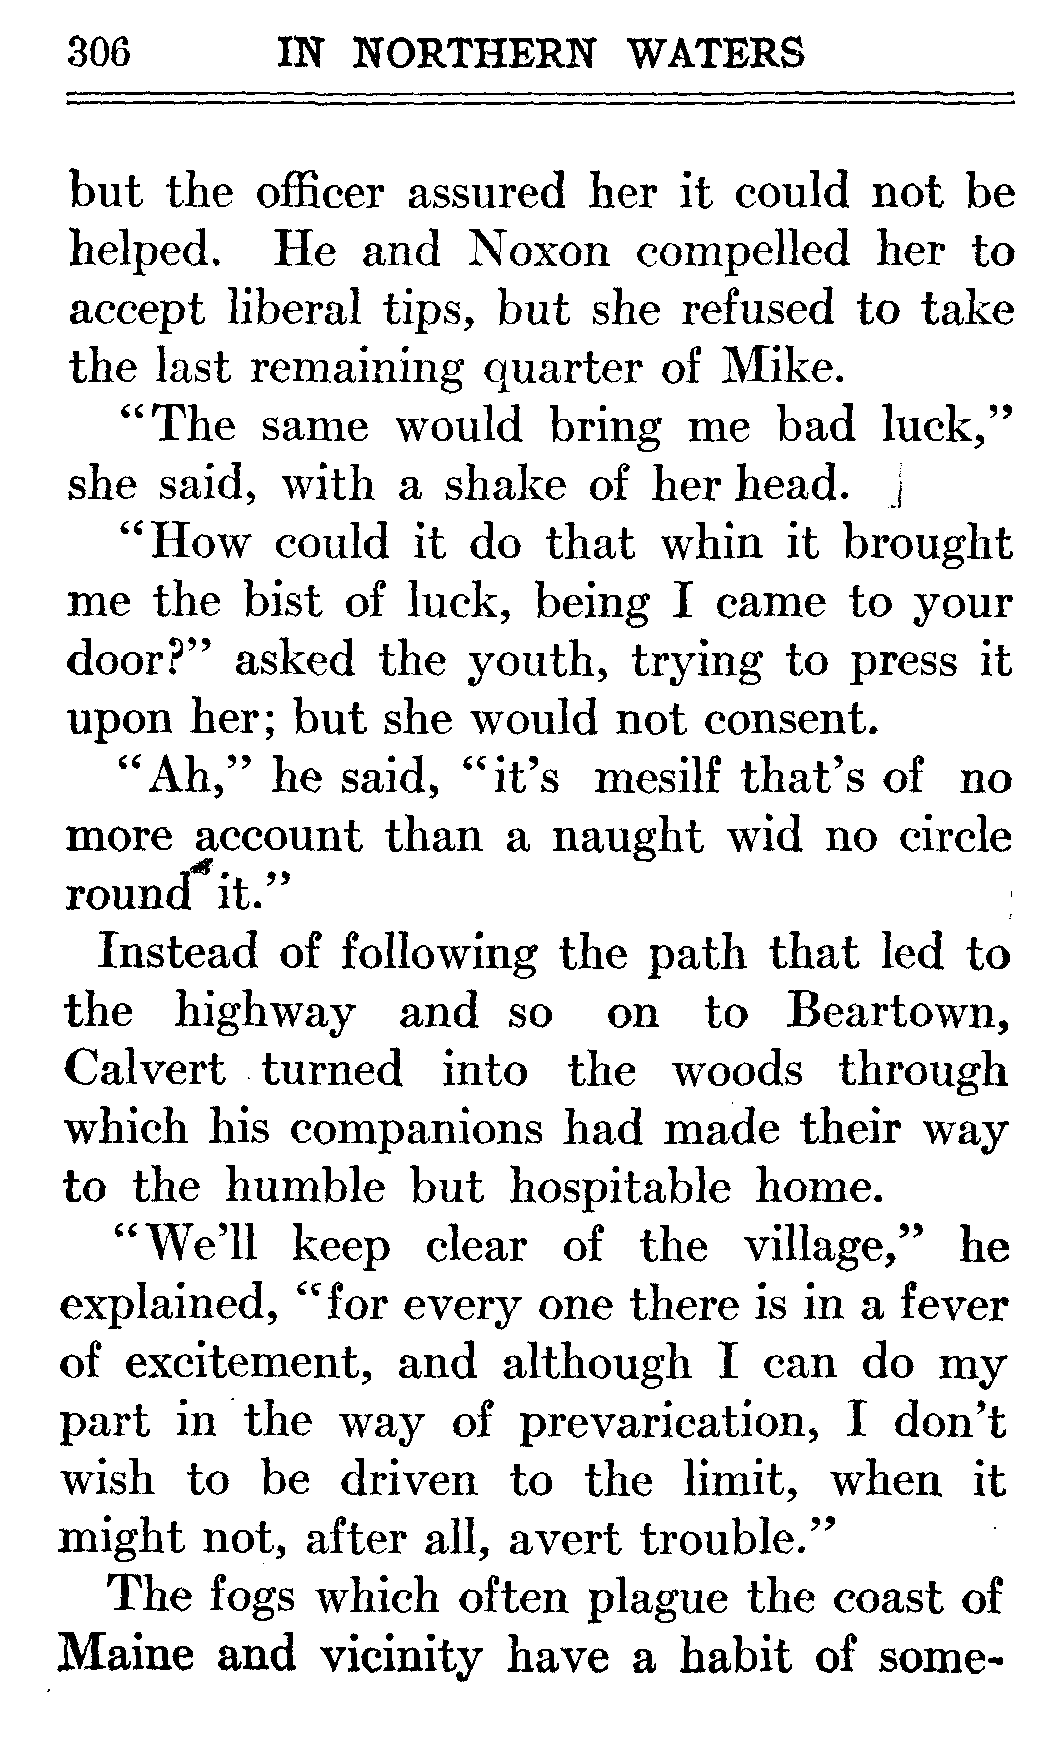 306 IN NORTHERN WATERS
but the officer assured her it could not be
helped. He and Noxon compelled her to
accept liberal tips, but she refused to take
the last remaining quarter of Mike.
"The same would bring me bad luck,"
she said, with a shake of her head.
"How could it do that whin it brought
me the bist of luck, being I came to your
door?" asked the youth, trying to press it
upon her; but she would not consent.
"Ah," he said, "it's mesilf that's of no
more account than a naught wid no circle
round it."
Instead of following the path that led to
the highway and so on to Beartown,
Calvert turned into the woods through
which his companions had made their way
to the humble but hospitable home.
"We'll keep clear of the village," he
explained, "for every one there is in a fever
of excitement, and although I can do my
part in the way of prevarication, I don't
wish to be driven to the limit, when it
might not, after all, avert trouble."
The fogs which often plague the coast of
Maine and vicinity have a habit of some-